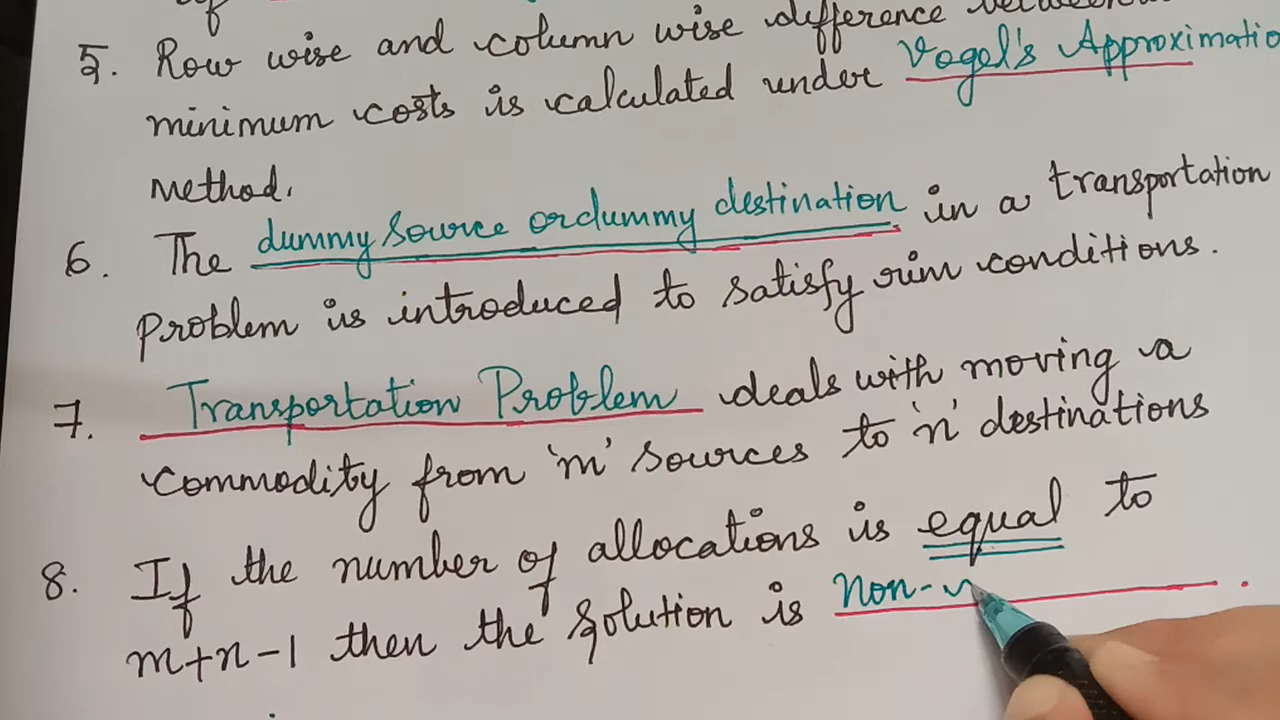 5. Row wise and column wise difference between
minimum costs is calculated under Vogel's Approximatio
method.
6. The dummy source or dummy destination in a transportation
problem is introduced to satisfy rim conditions.
7. Transportation Problem deals with moving a
commodity from 'm' sources to 'n' destinations
8. If the number of allocations is equal to
m+n-1 then the solution is Non-